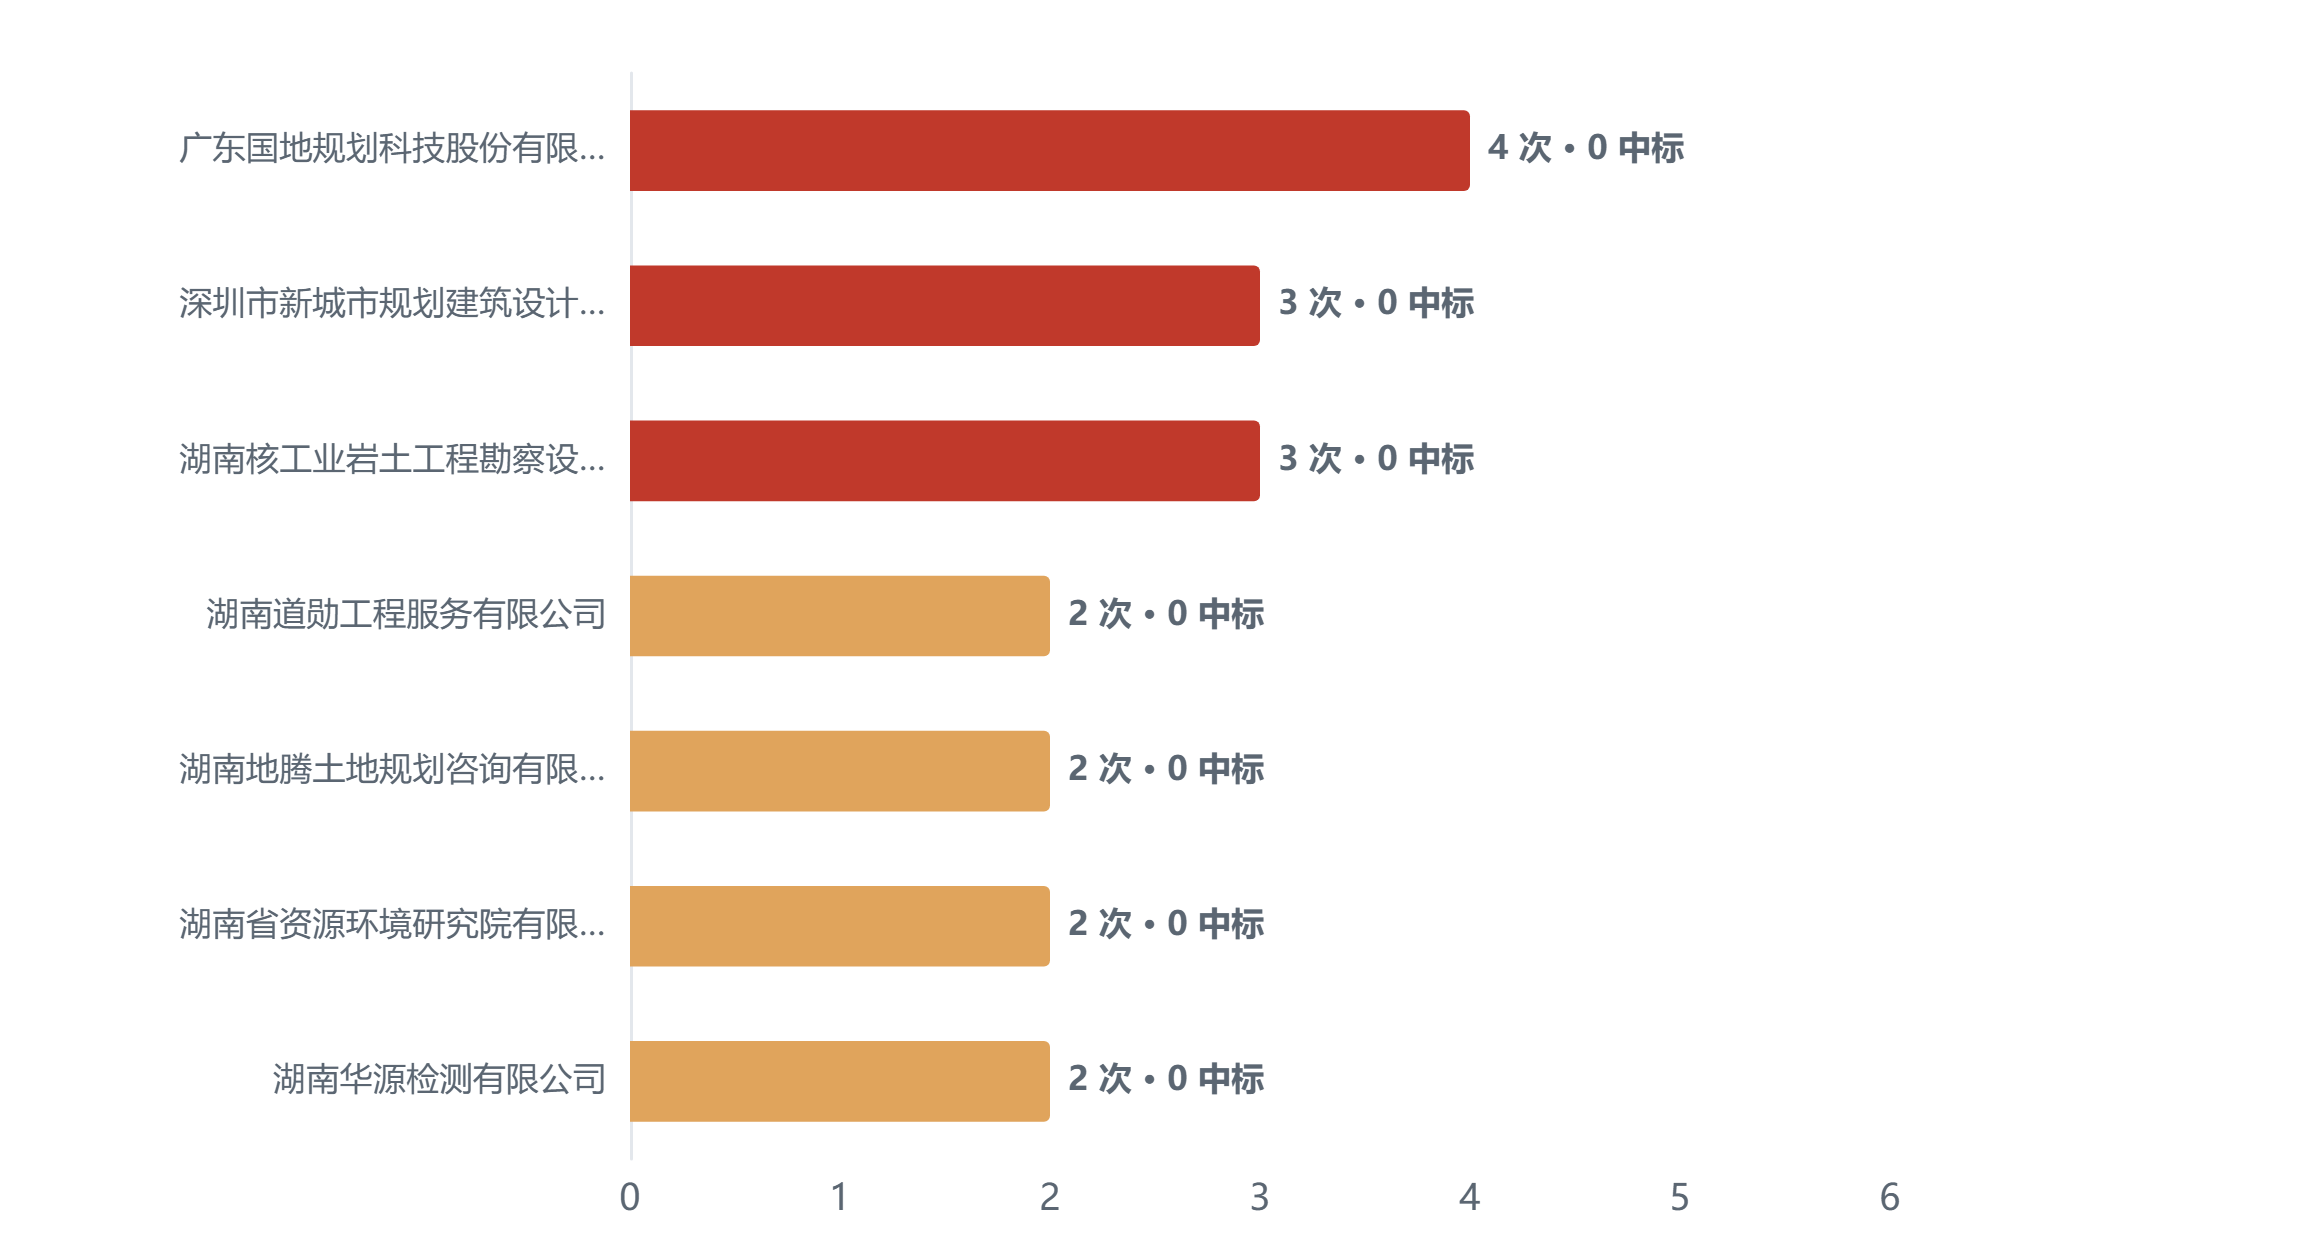 广东国地规划科技股份有限... 4 次 • 0 中标
深圳市新城市规划建筑设计... 3 次 • 0 中标
湖南核工业岩土工程勘察设... 3 次 • 0 中标
湖南道勋工程服务有限公司 2 次 • 0 中标
湖南地腾土地规划咨询有限... 2 次 • 0 中标
湖南省资源环境研究院有限... 2 次 • 0 中标
湖南华源检测有限公司 2 次 • 0 中标
0 1 2 3 4 5 6